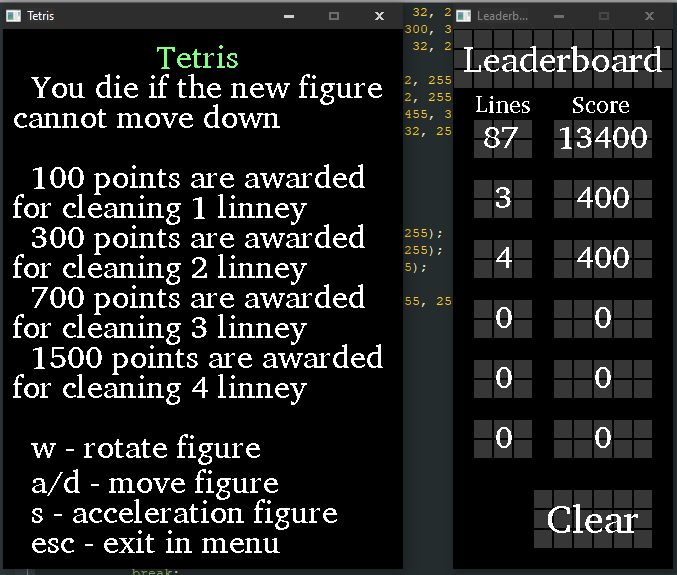 Tetris
Tetris
You die if the new figure
cannot move down
100 points are awarded
for cleaning 1 linney
300 points are awarded
for cleaning 2 linney
700 points are awarded
for cleaning 3 linney
1500 points are awarded
for cleaning 4 linney
w - rotate figure
a/d - move figure
s - acceleration figure
esc - exit in menu
32, 2
300, 3
32, 2
2, 255
2, 255
455, 3
32, 25
255);
255);
5);
55, 25
break;
Leaderb...
Leaderboard
Lines Score
87 13400
3 400
4 400
0 0
0 0
0 0
Clear